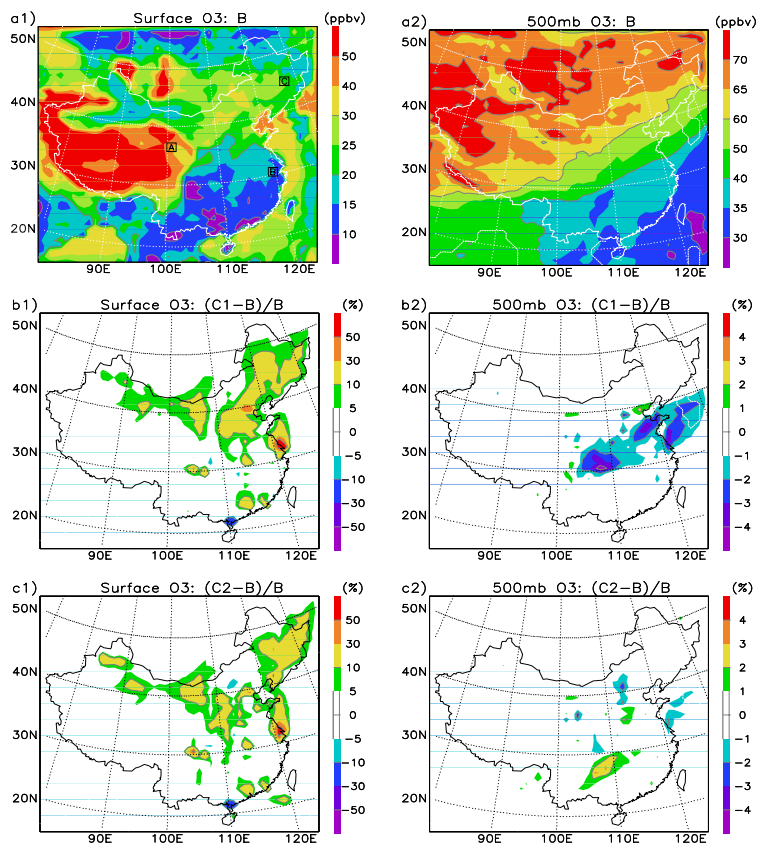 a1) Surface O3: B (ppbv)
50N
40N
30N
20N
90E 100E 110E 120E
50
40
30
25
20
15
10
5
A
B
C
a2) 500mb O3: B (ppbv)
50N
40N
30N
20N
90E 100E 110E 120E
70
65
60
50
40
35
30
b1) Surface O3: (C1-B)/B (%)
50N
40N
30N
20N
90E 100E 110E 120E
50
30
10
5
0
-5
-10
-30
-50
b2) 500mb O3: (C1-B)/B (%)
50N
40N
30N
20N
90E 100E 110E 120E
4
3
2
1
0
-1
-2
-3
-4
c1) Surface O3: (C2-B)/B (%)
50N
40N
30N
20N
90E 100E 110E 120E
50
30
10
5
0
-5
-10
-30
-50
c2) 500mb O3: (C2-B)/B (%)
50N
40N
30N
20N
90E 100E 110E 120E
4
3
2
1
0
-1
-2
-3
-4